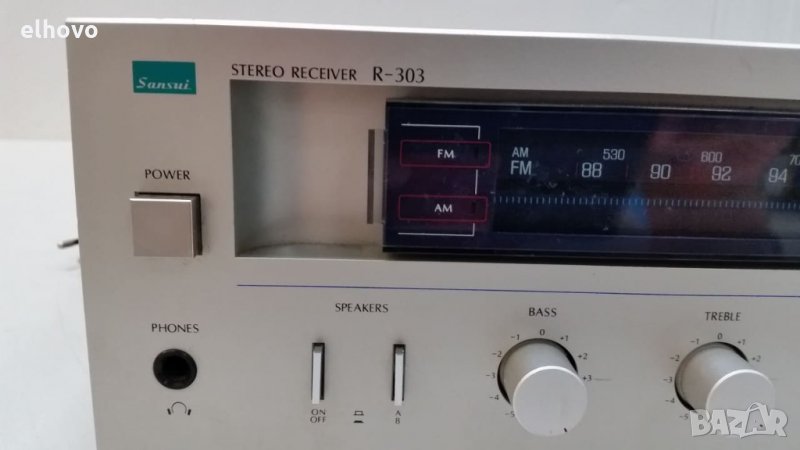 elhovo
Sansui
STEREO RECEIVER R-303
FM
AM
AM 530 800
FM 88 90 92 94
POWER
SPEAKERS
BASS
TREBLE
PHONES
-1 0 +1
-2 +2
-3 +3
-4
-5
-1 0 +1
-2 +2
-3
-4
-5
ON
OFF
A
B
BAZAR